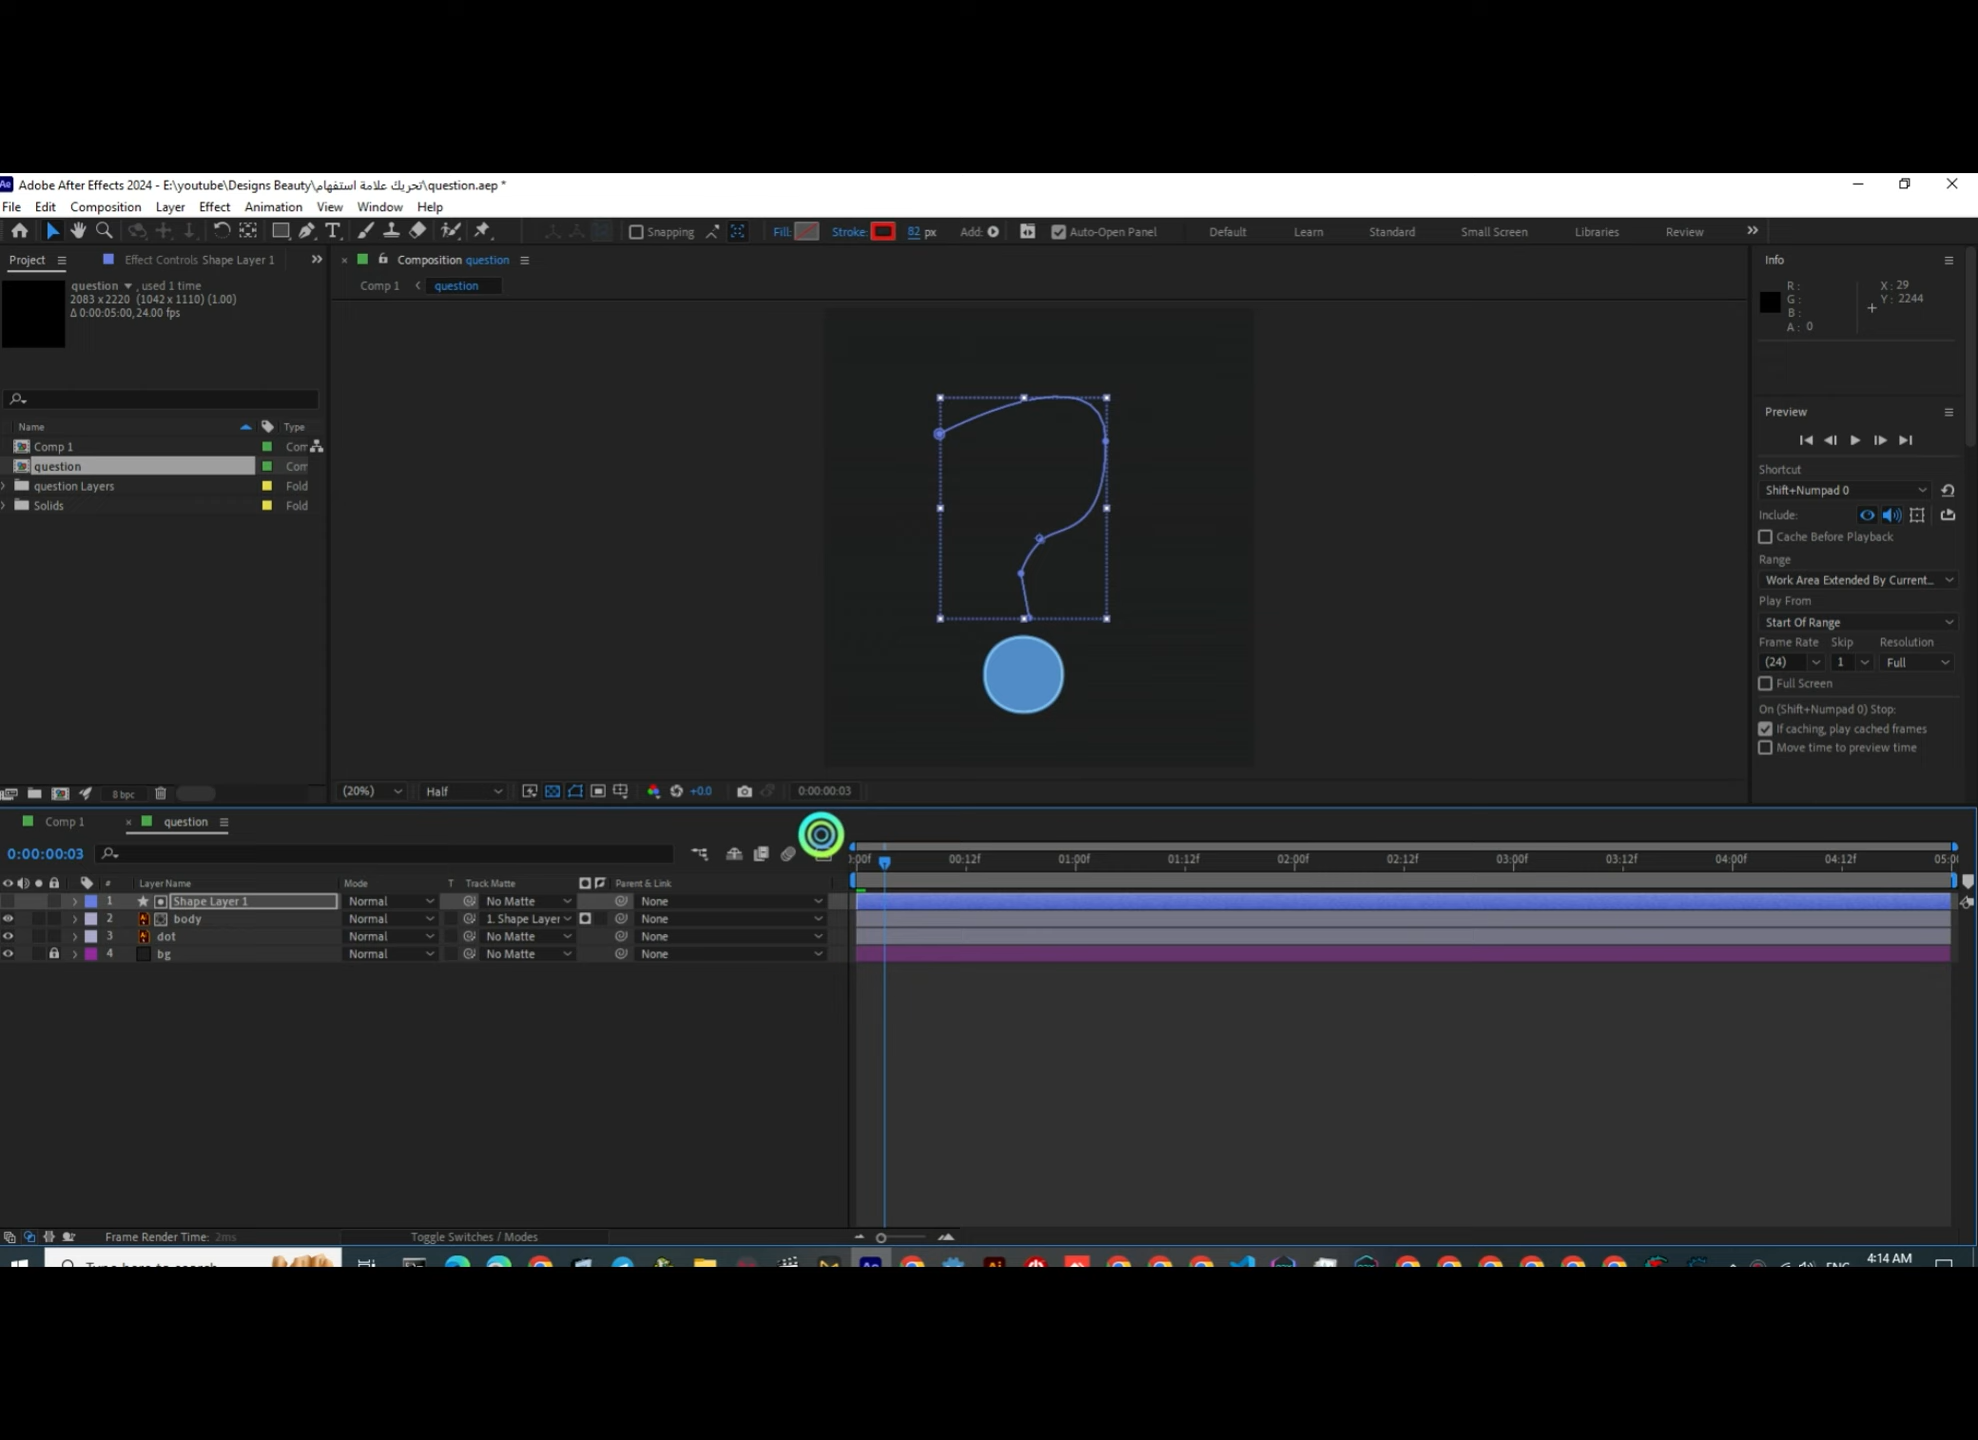 Adobe After Effects 2024 - E:\youtube\Designs Beauty\تحريك علامة استفهام\question.aep *
File Edit Composition Layer Effect Animation Window View Help
Snapping Fill: Stroke: 82 px Add: Auto-Open Panel Default Learn Standard Small Screen Libraries Review
Project Effect Controls Shape Layer 1
question , used 1 time
2083 x 2220 (1042 x 1110) (1.00)
Δ 0:00:05:00, 24.00 fps
Name Type
Comp 1 Com
question Com
question Layers Fold
Solids Fold
8 bpc
Composition question
Comp 1 question
(20%) Half +0.0 0:00:00:03
Info
R : X : 29
G : Y : 2244
B :
A : 0
Preview
Shortcut
Shift+Numpad 0
Include:
Cache Before Playback
Range
Work Area Extended By Current...
Play From
Start Of Range
Frame Rate Skip Resolution
(24) 1 Full
Full Screen
On (Shift+Numpad 0) Stop:
If caching, play cached frames
Move time to preview time
Comp 1 question
0:00:00:03
:00f 00:12f 01:00f 01:12f 02:00f 02:12f 03:00f 03:12f 04:00f 04:12f 05:0
# Layer Name Mode T Track Matte Parent & Link
1 Shape Layer 1 Normal No Matte None
2 body Normal 1. Shape Layer None
3 dot Normal No Matte None
4 bg Normal No Matte None
Frame Render Time: 2ms Toggle Switches / Modes
4:14 AM